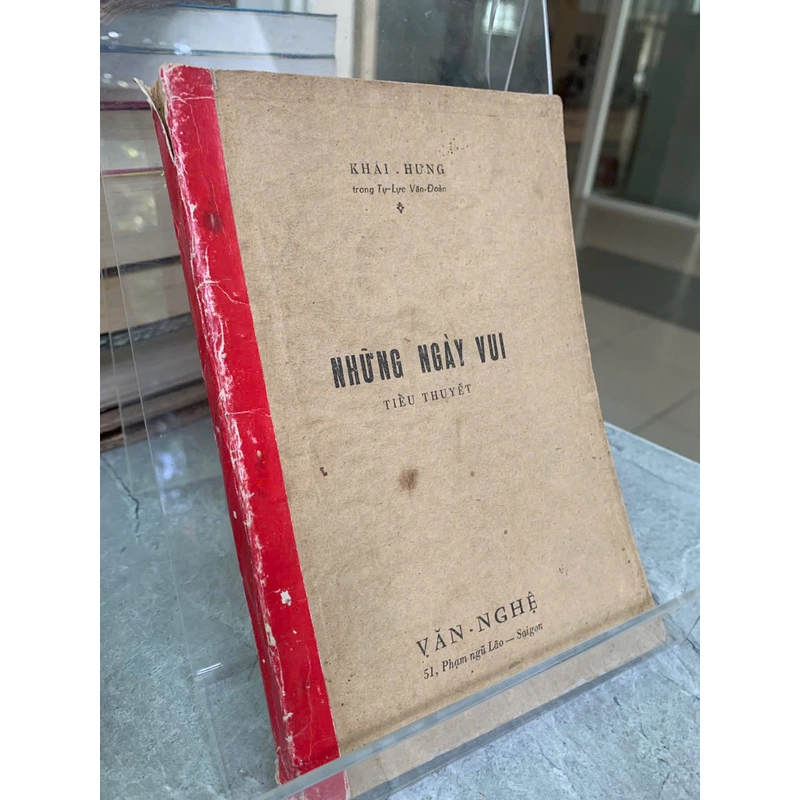 KHÁI - HƯNG
trong Tự-Lực Văn-Đoàn
NHỮNG NGÀY VUI
TIỂU THUYẾT
VĂN-NGHỆ
51, Phạm ngũ Lão — Saigon